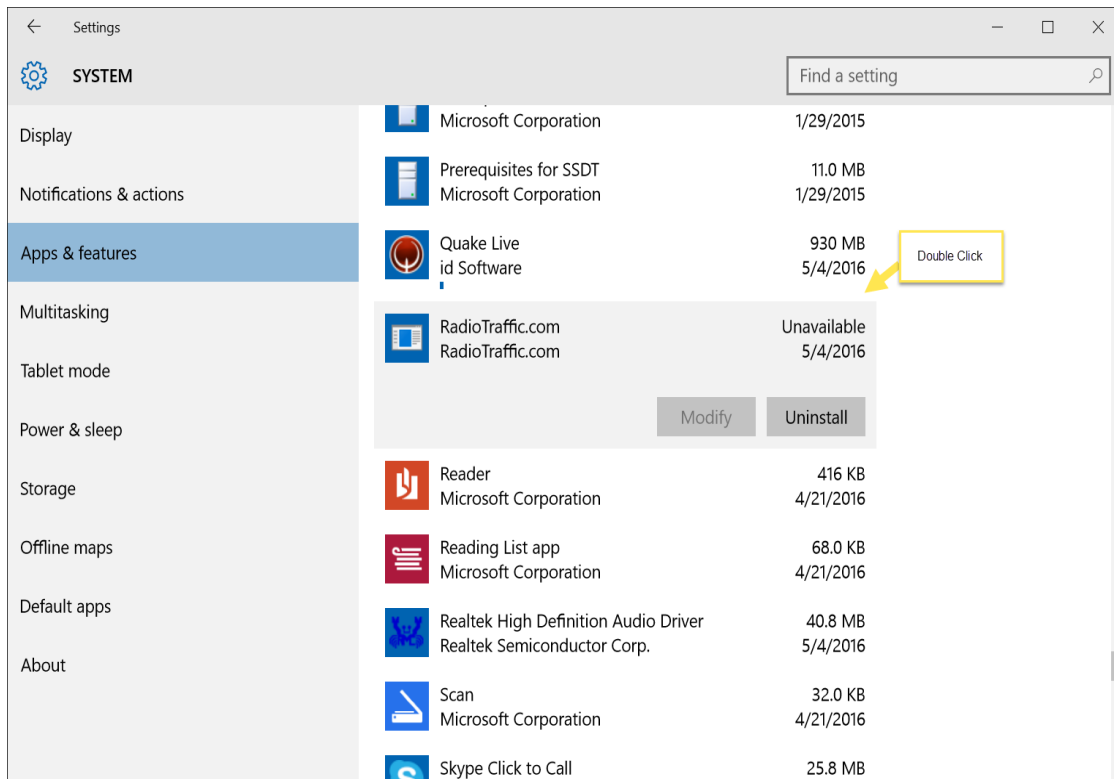 Settings
SYSTEM
Find a setting
Display
Notifications & actions
Apps & features
Multitasking
Tablet mode
Power & sleep
Storage
Offline maps
Default apps
About
Microsoft Corporation 1/29/2015
Prerequisites for SSDT 11.0 MB
Microsoft Corporation 1/29/2015
Quake Live 930 MB
id Software 5/4/2016
Double Click
RadioTraffic.com Unavailable
RadioTraffic.com 5/4/2016
Modify Uninstall
Reader 416 KB
Microsoft Corporation 4/21/2016
Reading List app 68.0 KB
Microsoft Corporation 4/21/2016
Realtek High Definition Audio Driver 40.8 MB
Realtek Semiconductor Corp. 5/4/2016
Scan 32.0 KB
Microsoft Corporation 4/21/2016
Skype Click to Call 25.8 MB